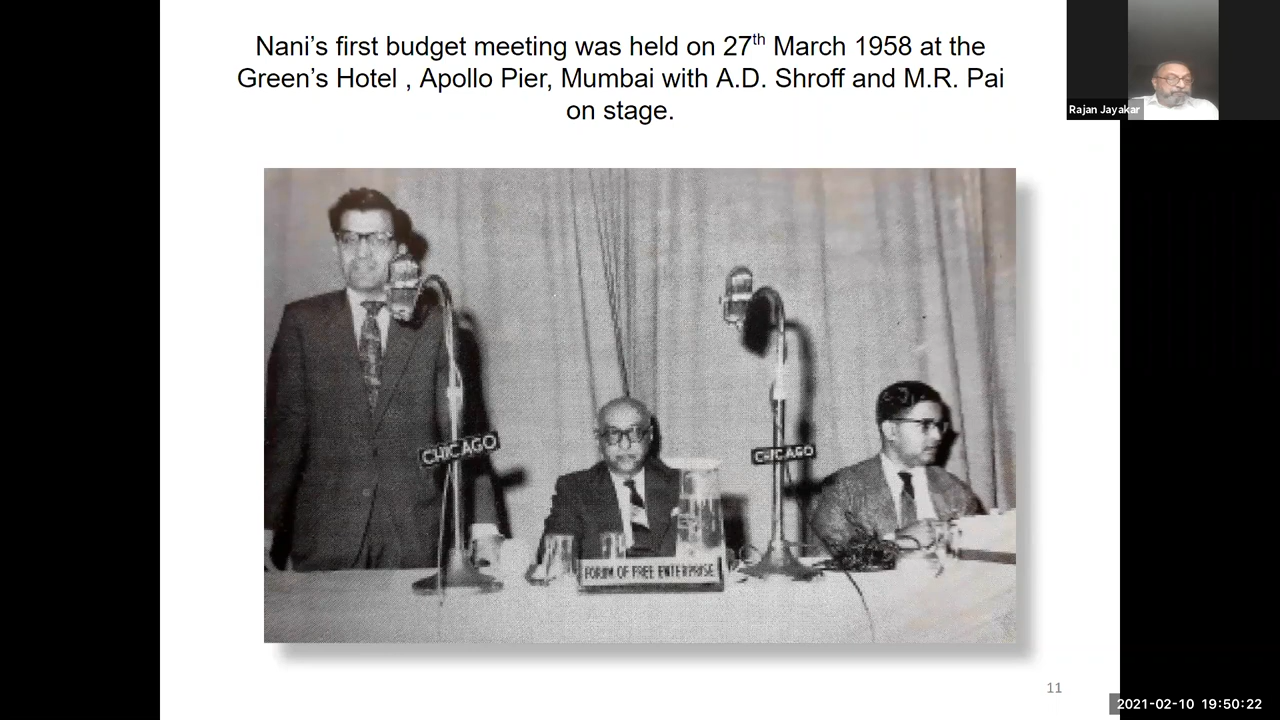 Nani’s first budget meeting was held on 27th March 1958 at the
Green’s Hotel , Apollo Pier, Mumbai with A.D. Shroff and M.R. Pai
on stage.
Rajan Jayakar
CHICAGO
CHICAGO
FORUM OF FREE ENTERPRISE
11
2021-02-10 19:50:22